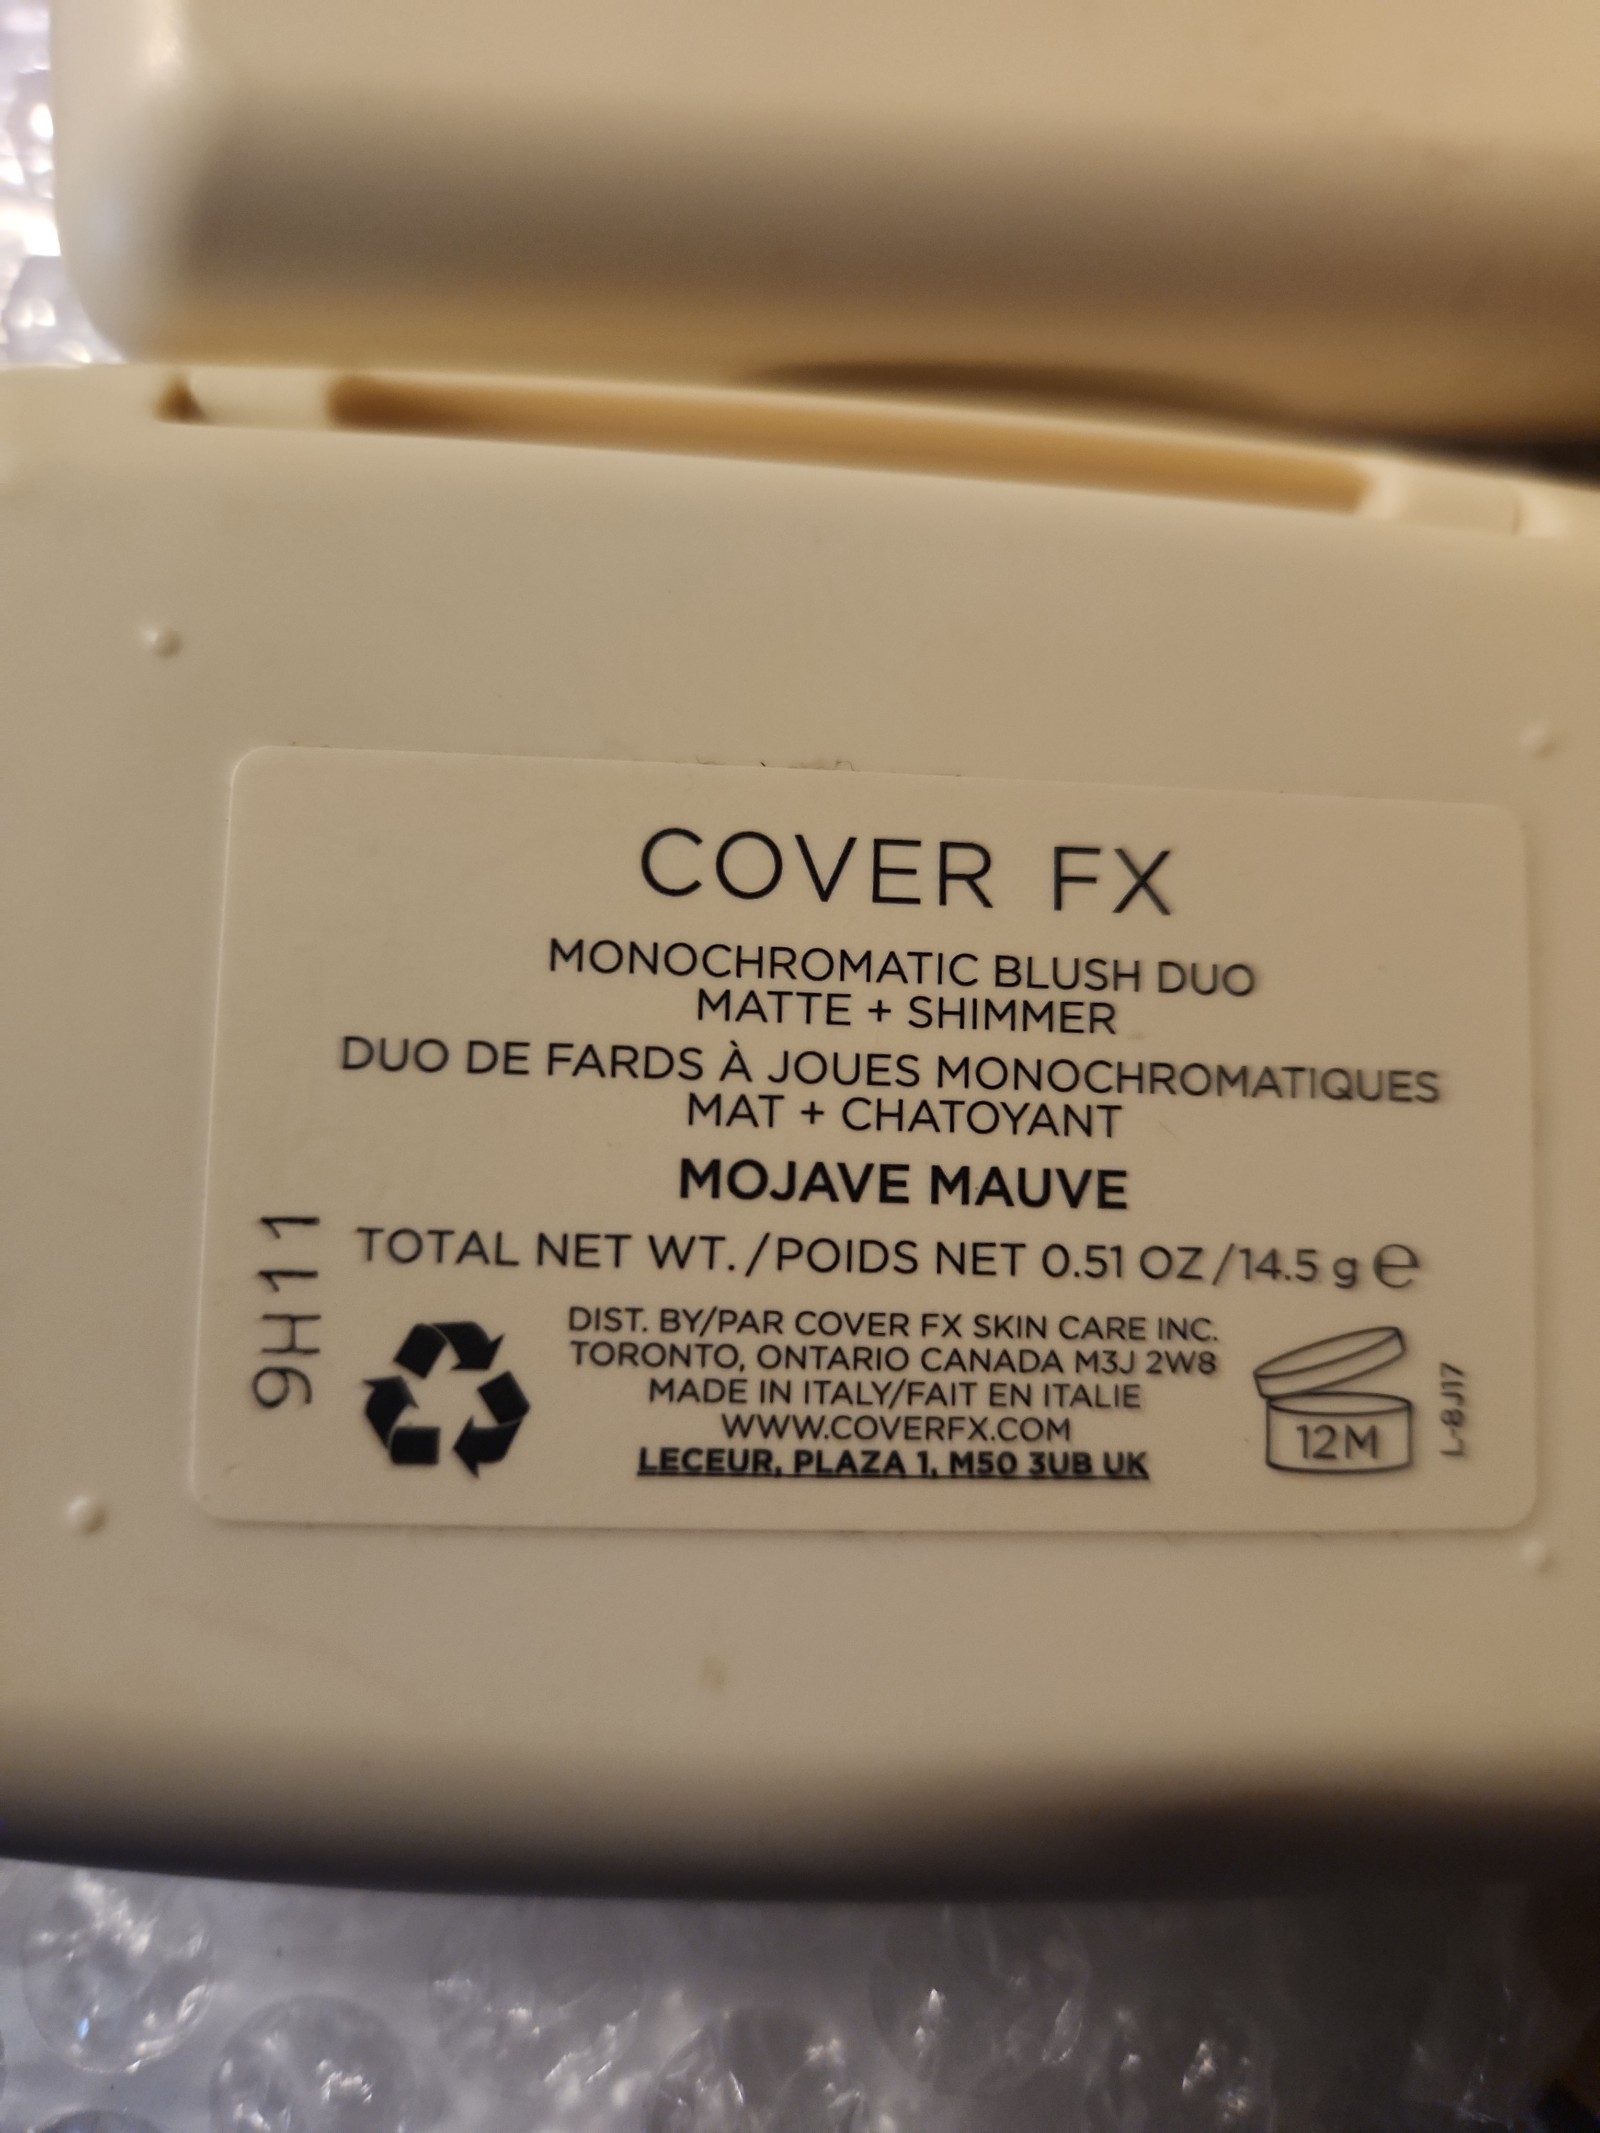 COVER FX
MONOCHROMATIC BLUSH DUO
MATTE + SHIMMER
DUO DE FARDS À JOUES MONOCHROMATIQUES
MAT + CHATOYANT
MOJAVE MAUVE
TOTAL NET WT./POIDS NET 0.51 OZ/14.5 g e
9H11
DIST. BY/PAR COVER FX SKIN CARE INC.
TORONTO, ONTARIO CANADA M3J 2W8
MADE IN ITALY/FAIT EN ITALIE
WWW.COVERFX.COM
LECEUR, PLAZA 1, M50 3UB UK
12M
L-8J17